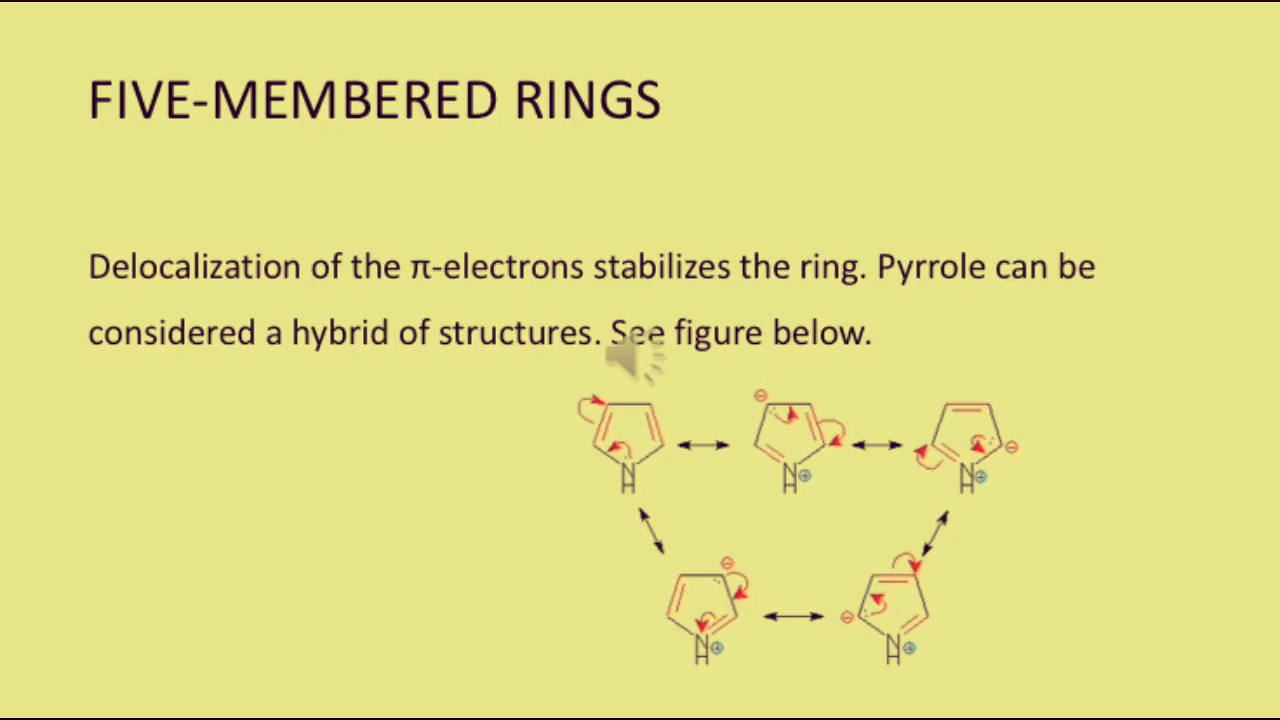 FIVE-MEMBERED RINGS
Delocalization of the π-electrons stabilizes the ring. Pyrrole can be
considered a hybrid of structures. See figure below.
⊖
⊖
N
H
N⊕
H
N⊕
H
⊖
⊖
N⊕
H
N⊕
H